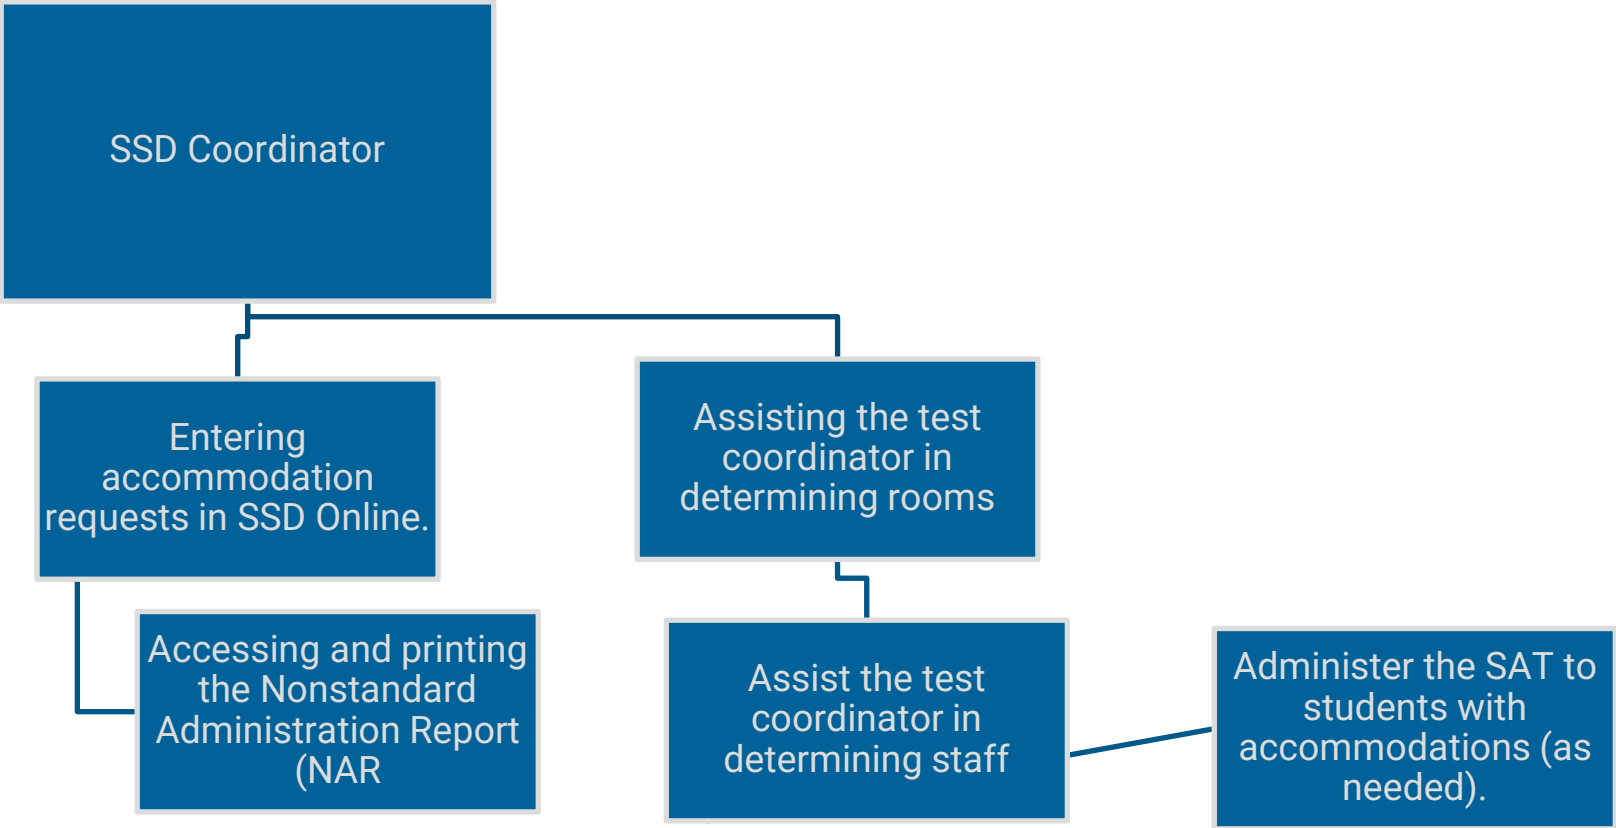 SSD Coordinator
Entering
accommodation
requests in SSD Online.
Accessing and printing
the Nonstandard
Administration Report
(NAR
Assisting the test
coordinator in
determining rooms
Assist the test
coordinator in
determining staff
Administer the SAT to
students with
accommodations (as
needed).